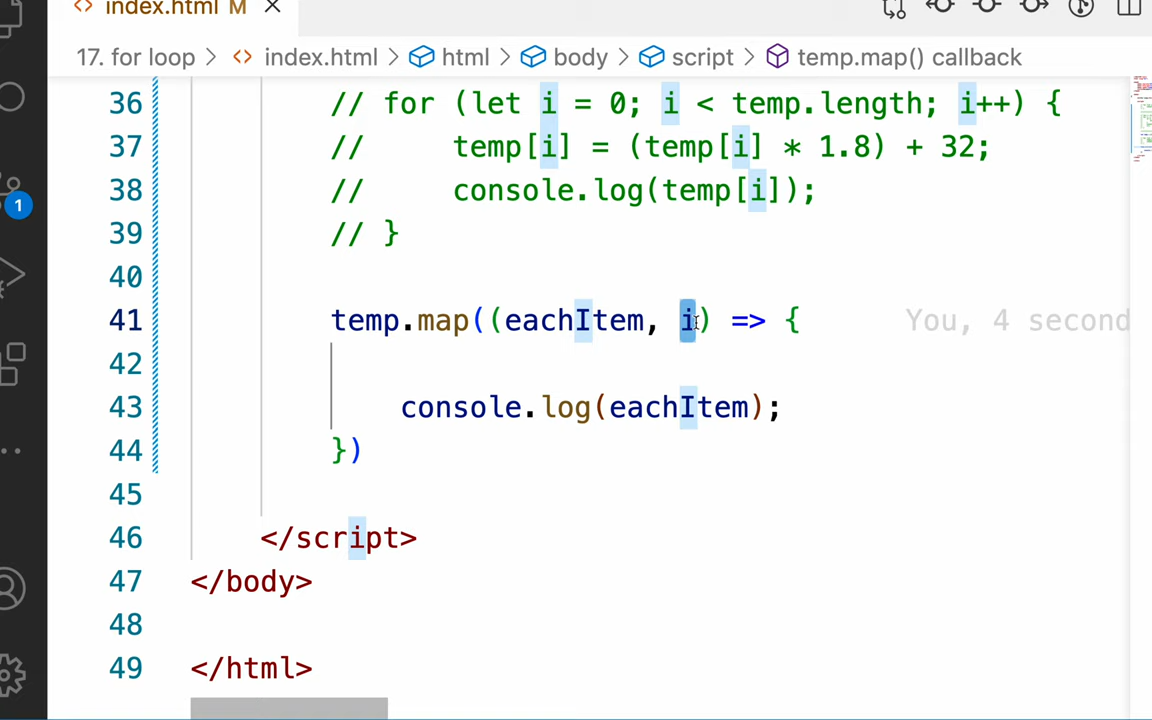 index.html M
17. for loop > index.html > html > body > script > temp.map() callback
36 // for (let i = 0; i < temp.length; i++) {
37 //     temp[i] = (temp[i] * 1.8) + 32;
38 //     console.log(temp[i]);
39 // }
40
41 temp.map((eachItem, i) => { You, 4 second
42
43 console.log(eachItem);
44 })
45
46 </script>
47 </body>
48
49 </html>
1